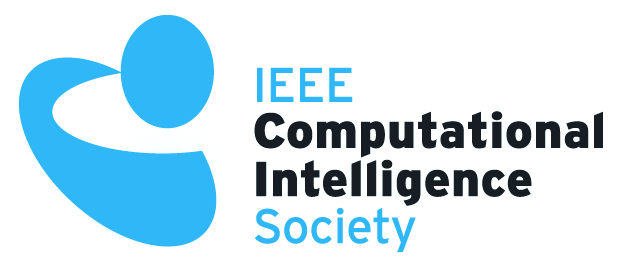 IEEE
Computational
Intelligence
Society